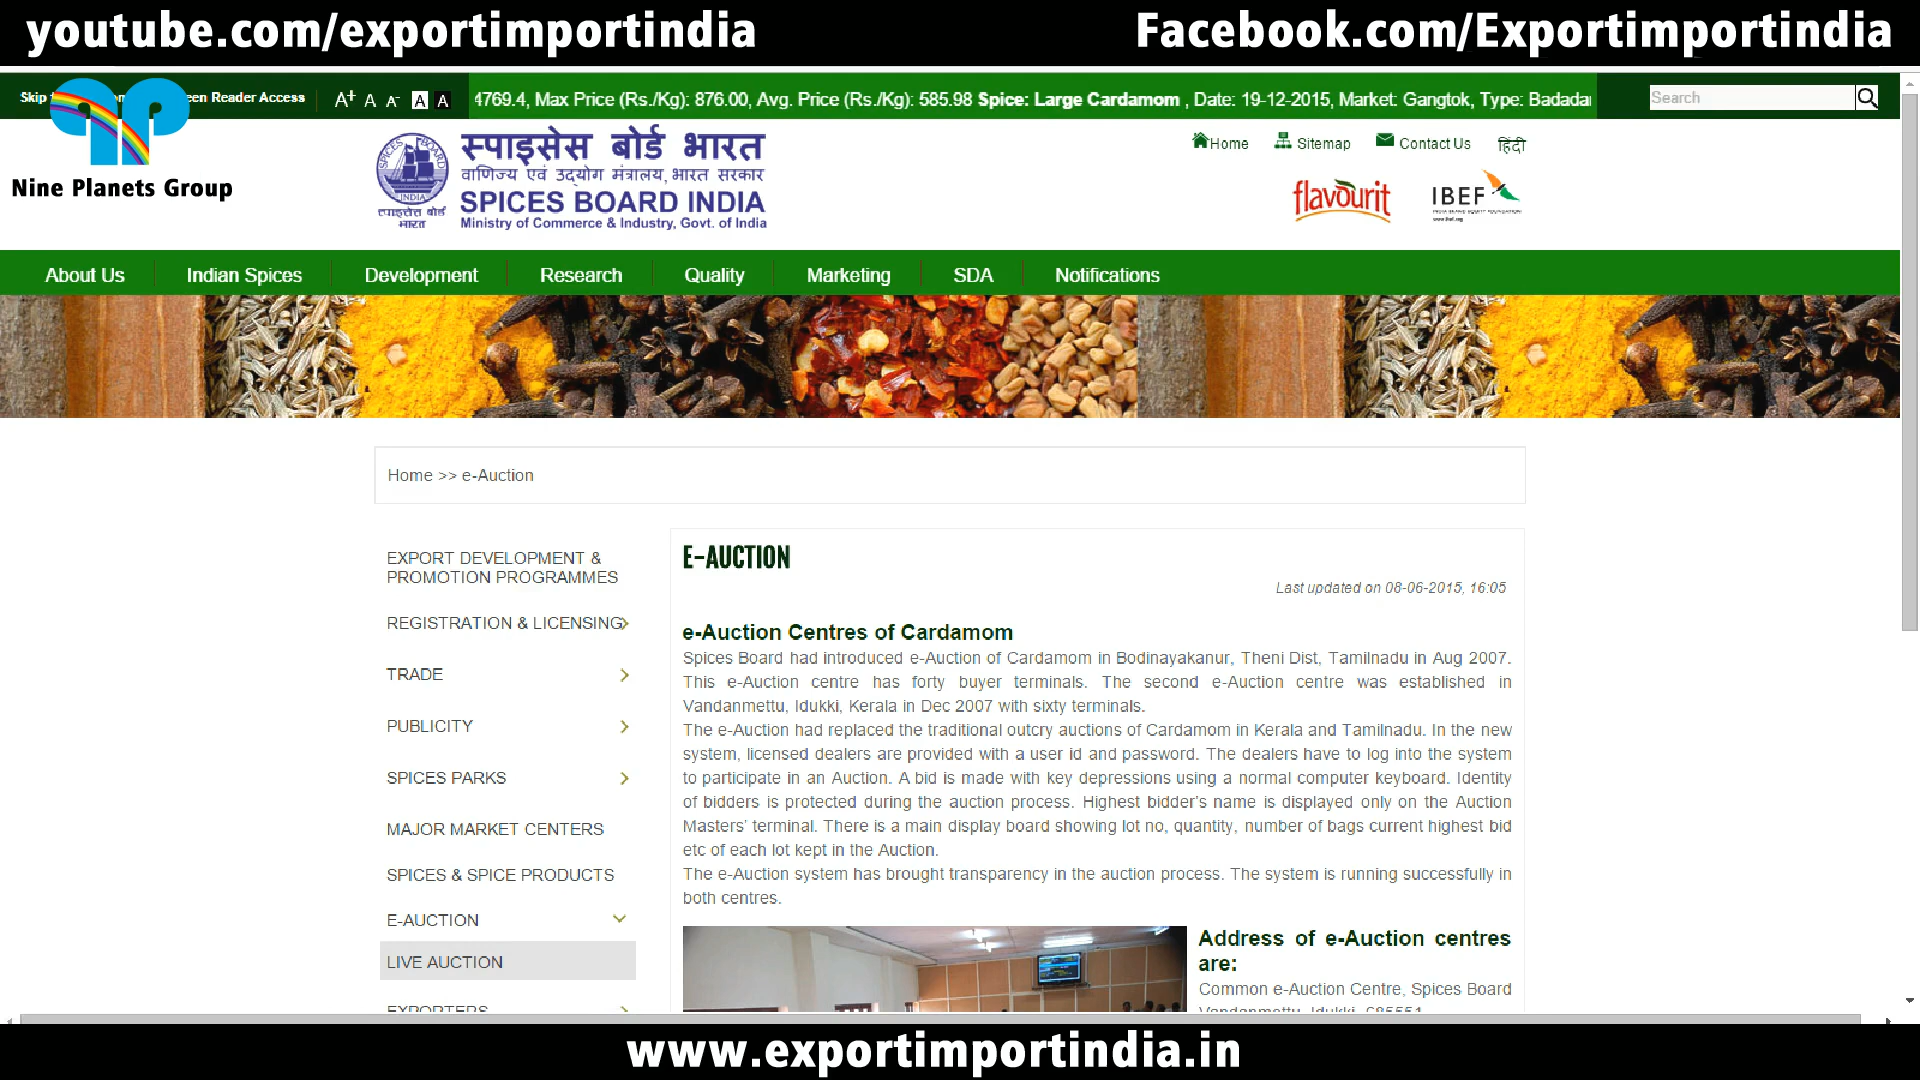 youtube.com/exportimportindia
Facebook.com/Exportimportindia
Skip
een Reader Access
A+ A A- A A
4769.4, Max Price (Rs./Kg): 876.00, Avg. Price (Rs./Kg): 585.98 Spice: Large Cardamom , Date: 19-12-2015, Market: Gangtok, Type: Badadar
Search
Nine Planets Group
स्पाइसेस बोर्ड भारत
वाणिज्य एवं उद्योग मंत्रालय, भारत सरकार
SPICES BOARD INDIA
Ministry of Commerce & Industry, Govt. of India
स्पाइसेस बोर्ड
भारत
Home
Sitemap
Contact Us
हिंदी
flavourit
IBEF
About Us
Indian Spices
Development
Research
Quality
Marketing
SDA
Notifications
Home >> e-Auction
EXPORT DEVELOPMENT &
PROMOTION PROGRAMMES
REGISTRATION & LICENSING
TRADE
PUBLICITY
SPICES PARKS
MAJOR MARKET CENTERS
SPICES & SPICE PRODUCTS
E-AUCTION
LIVE AUCTION
EXPORTERS
E-AUCTION
Last updated on 08-06-2015, 16:05
e-Auction Centres of Cardamom
Spices Board had introduced e-Auction of Cardamom in Bodinayakanur, Theni Dist, Tamilnadu in Aug 2007.
This e-Auction centre has forty buyer terminals. The second e-Auction centre was established in
Vandanmettu, Idukki, Kerala in Dec 2007 with sixty terminals.
The e-Auction had replaced the traditional outcry auctions of Cardamom in Kerala and Tamilnadu. In the new
system, licensed dealers are provided with a user id and password. The dealers have to log into the system
to participate in an Auction. A bid is made with key depressions using a normal computer keyboard. Identity
of bidders is protected during the auction process. Highest bidder's name is displayed only on the Auction
Masters' terminal. There is a main display board showing lot no, quantity, number of bags current highest bid
etc of each lot kept in the Auction.
The e-Auction system has brought transparency in the auction process. The system is running successfully in
both centres.
Address of e-Auction centres
are:
Common e-Auction Centre, Spices Board
Vandanmettu, Idukki, 685551
www.exportimportindia.in